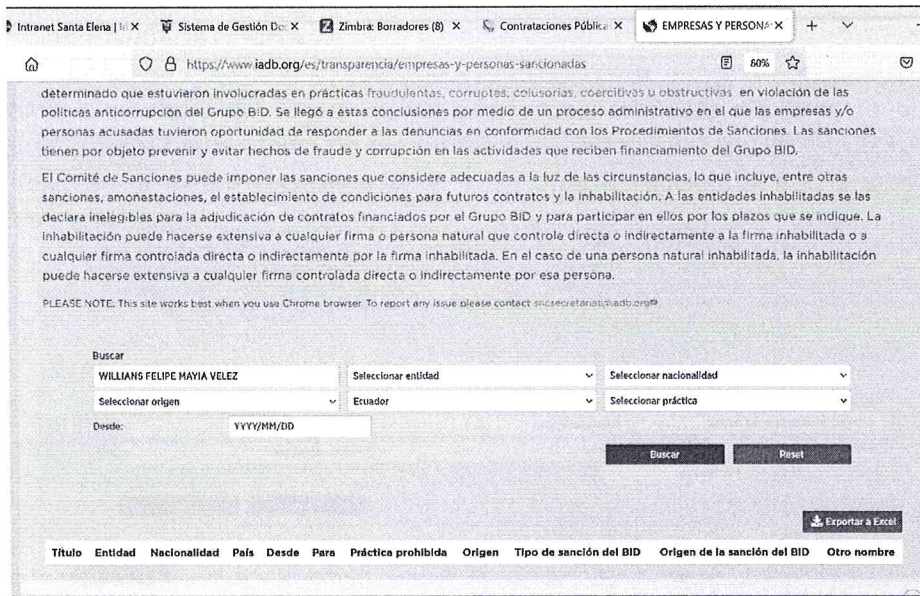 Intranet Santa Elena | In X Sistema de Gestión Doc X Zimbra: Borradores (8) X Contrataciones Públicas X EMPRESAS Y PERSONA X
https://www.iadb.org/es/transparencia/empresas-y-personas-sancionadas 80%
determinado que estuvieron involucradas en prácticas fraudulentas, corruptas, colusorias, coercitivas u obstructivas en violación de las
políticas anticorrupción del Grupo BID. Se llegó a estas conclusiones por medio de un proceso administrativo en el que las empresas y/o
personas acusadas tuvieron oportunidad de responder a las denuncias en conformidad con los Procedimientos de Sanciones. Las sanciones
tienen por objeto prevenir y evitar hechos de fraude y corrupción en las actividades que reciben financiamiento del Grupo BID.
El Comité de Sanciones puede imponer las sanciones que considere adecuadas a la luz de las circunstancias, lo que incluye, entre otras
sanciones, amonestaciones, el establecimiento de condiciones para futuros contratos y la inhabilitación. A las entidades inhabilitadas se las
declara inelegibles para la adjudicación de contratos financiados por el Grupo BID y para participar en ellos por los plazos que se indique. La
inhabilitación puede hacerse extensiva a cualquier firma o persona natural que controle directa o indirectamente a la firma inhabilitada o a
cualquier firma controlada directa o indirectamente por la firma inhabilitada. En el caso de una persona natural inhabilitada, la inhabilitación
puede hacerse extensiva a cualquier firma controlada directa o indirectamente por esa persona.
PLEASE NOTE: This site works best when you use Chrome browser. To report any issue please contact
Buscar
WILLIANS FELIPE MAYIA VELEZ Seleccionar entidad Seleccionar nacionalidad
Seleccionar origen Ecuador Seleccionar práctica
Desde: YYYY/MM/DD
Buscar Reset
Exportar a Excel
Título Entidad Nacionalidad País Desde Para Práctica prohibida Origen Tipo de sanción del BID Origen de la sanción del BID Otro nombre